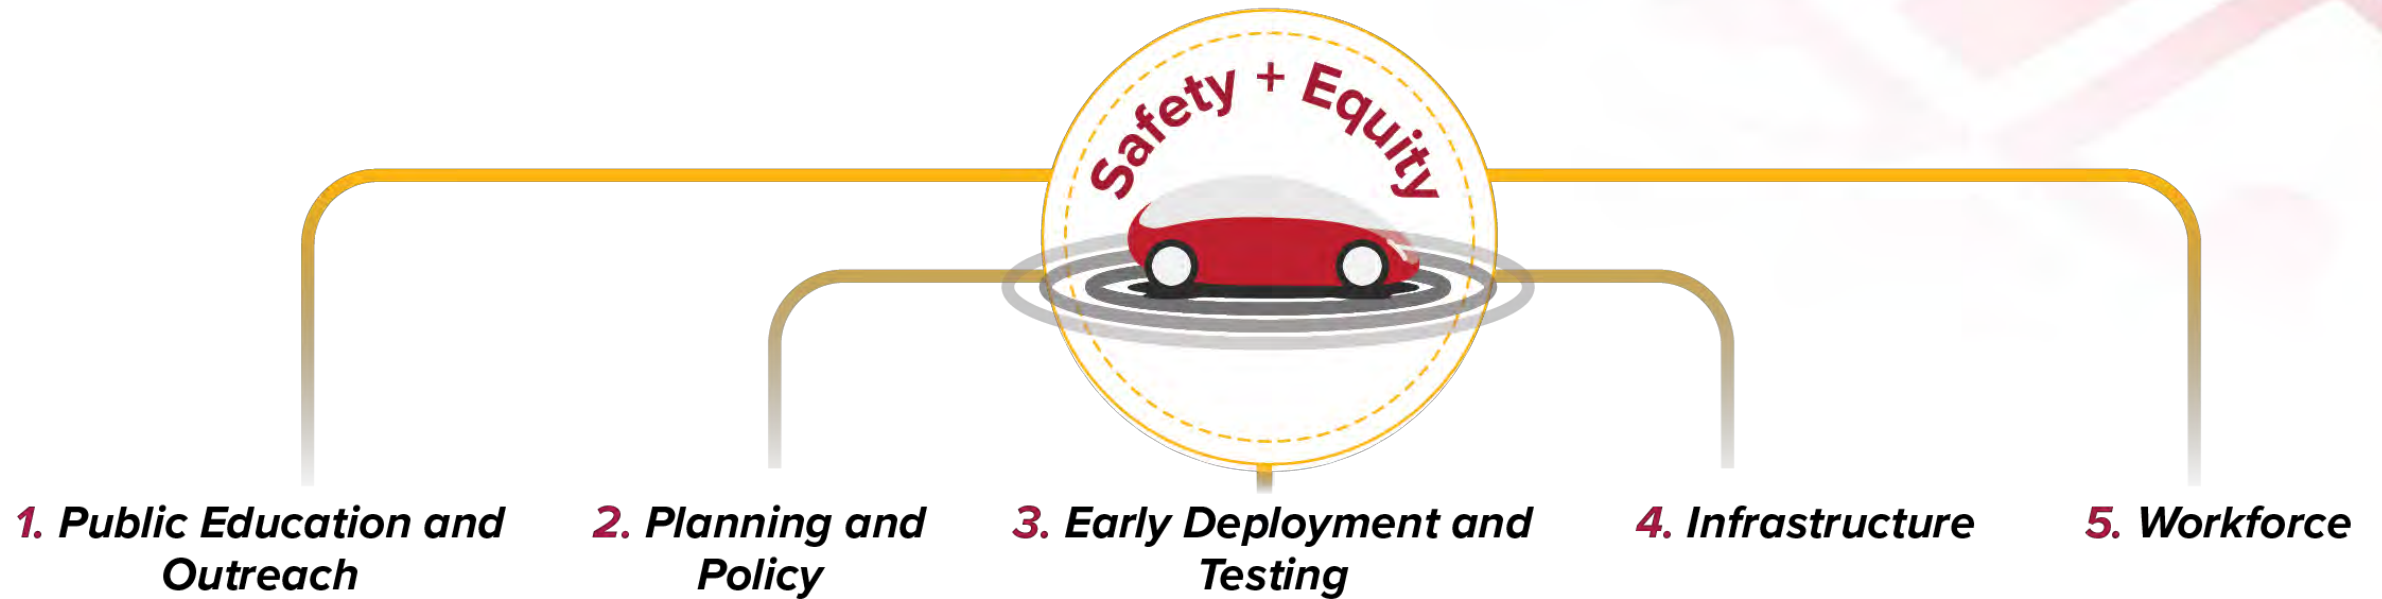 Safety + Equity
1. Public Education and
Outreach
2. Planning and
Policy
3. Early Deployment and
Testing
4. Infrastructure
5. Workforce